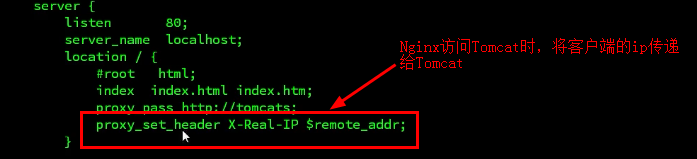 server {
listen 80;
server_name localhost;
location / {
#root html;
index index.html index.htm;
proxy_pass http://tomcats;
proxy_set_header X-Real-IP $remote_addr;
}
Nginx访问Tomcat时，将客户端的ip传递
给Tomcat